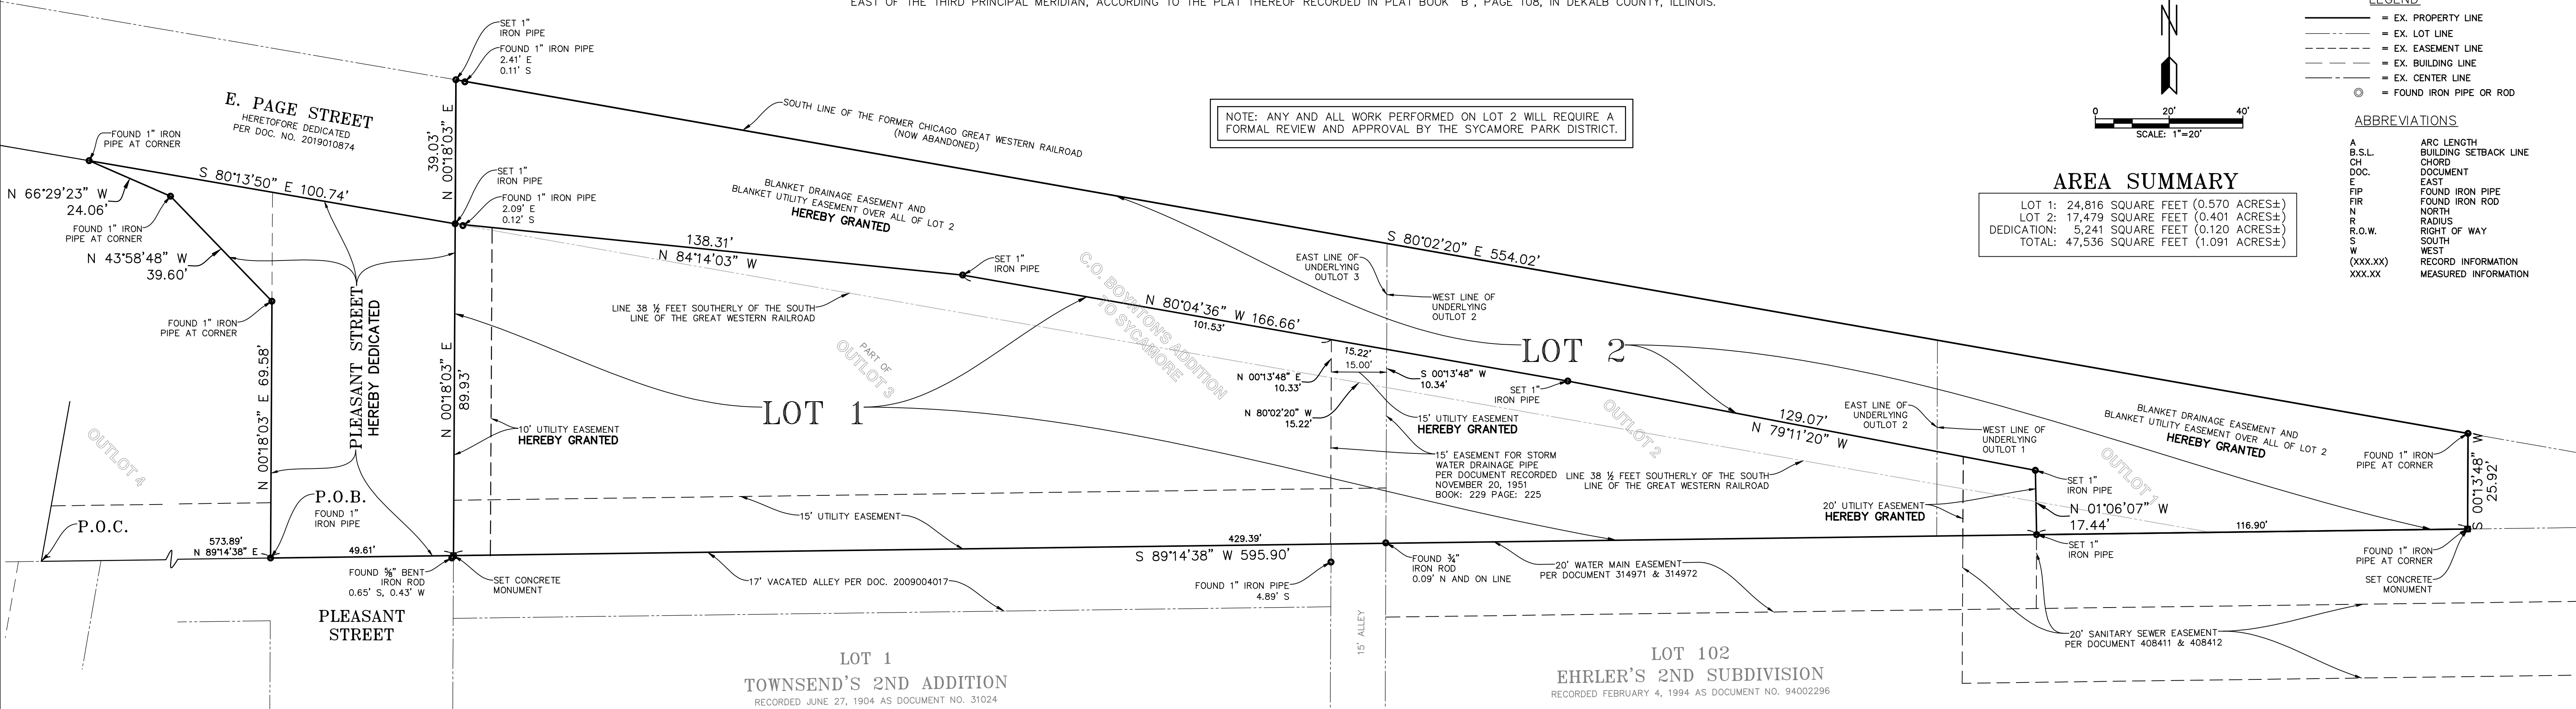 EAST OF THE THIRD PRINCIPAL MERIDIAN, ACCORDING TO THE PLAT THEREOF RECORDED IN PLAT BOOK "B", PAGE 108, IN DEKALB COUNTY, ILLINOIS.
SET 1"
IRON PIPE
FOUND 1" IRON PIPE
2.41' E
0.11' S
E. PAGE STREET
HERETOFORE DEDICATED
PER DOC. NO. 2019010874
FOUND 1" IRON
PIPE AT CORNER
S 80°13'50" E 100.74'
N 66°29'23" W
24.06'
FOUND 1" IRON
PIPE AT CORNER
N 43°58'48" W
39.60'
FOUND 1" IRON
PIPE AT CORNER
39.03'
N 00°18'03" E
SET 1"
IRON PIPE
FOUND 1" IRON PIPE
2.09' E
0.12' S
SOUTH LINE OF THE FORMER CHICAGO GREAT WESTERN RAILROAD
(NOW ABANDONED)
BLANKET DRAINAGE EASEMENT AND
BLANKET UTILITY EASEMENT OVER ALL OF LOT 2
HEREBY GRANTED
138.31'
N 84°14'03" W
SET 1"
IRON PIPE
LINE 38 ½ FEET SOUTHERLY OF THE SOUTH
LINE OF THE GREAT WESTERN RAILROAD
PART OF
OUTLOT 3
C.O. BOYNTON'S ADDITION
TO SYCAMORE
NOTE: ANY AND ALL WORK PERFORMED ON LOT 2 WILL REQUIRE A
FORMAL REVIEW AND APPROVAL BY THE SYCAMORE PARK DISTRICT.
S 80°02'20" E 554.02'
EAST LINE OF
UNDERLYING
OUTLOT 3
WEST LINE OF
UNDERLYING
OUTLOT 2
N 80°04'36" W 166.66'
101.53'
15.22'
15.00'
N 00°13'48" E
10.33'
S 00°13'48" W
10.34'
N 80°02'20" W
15.22'
SET 1"
IRON PIPE
LOT 2
15' UTILITY EASEMENT
HEREBY GRANTED
15' EASEMENT FOR STORM
WATER DRAINAGE PIPE
PER DOCUMENT RECORDED
NOVEMBER 20, 1951
BOOK: 229 PAGE: 225
OUTLOT 2
LINE 38 ½ FEET SOUTHERLY OF THE SOUTH
LINE OF THE GREAT WESTERN RAILROAD
129.07'
N 79°11'20" W
EAST LINE OF
UNDERLYING
OUTLOT 2
WEST LINE OF
UNDERLYING
OUTLOT 1
20' UTILITY EASEMENT
HEREBY GRANTED
SET 1"
IRON PIPE
N 01°06'07" W
17.44'
SET 1"
IRON PIPE
OUTLOT 1
BLANKET DRAINAGE EASEMENT AND
BLANKET UTILITY EASEMENT OVER ALL OF LOT 2
HEREBY GRANTED
FOUND 1" IRON
PIPE AT CORNER
S 00°13'48" W
25.92'
116.90'
FOUND 1" IRON
PIPE AT CORNER
SET CONCRETE
MONUMENT
LOT 1
PLEASANT STREET
HEREBY DEDICATED
N 00°18'03" E 69.58'
N 00°18'03" E
89.93'
10' UTILITY EASEMENT
HEREBY GRANTED
OUTLOT 4
P.O.C.
P.O.B.
FOUND 1"
IRON PIPE
573.89'
N 89°14'38" E
49.61'
FOUND ⅝" BENT
IRON ROD
0.65' S, 0.43' W
SET CONCRETE
MONUMENT
15' UTILITY EASEMENT
17' VACATED ALLEY PER DOC. 2009004017
429.39'
S 89°14'38" W 595.90'
FOUND 1" IRON PIPE
4.89' S
FOUND ¾"
IRON ROD
0.09' N AND ON LINE
20' WATER MAIN EASEMENT
PER DOCUMENT 314971 & 314972
20' SANITARY SEWER EASEMENT
PER DOCUMENT 408411 & 408412
PLEASANT
STREET
15' ALLEY
LOT 1
TOWNSEND'S 2ND ADDITION
RECORDED JUNE 27, 1904 AS DOCUMENT NO. 31024
LOT 102
EHRLER'S 2ND SUBDIVISION
RECORDED FEBRUARY 4, 1994 AS DOCUMENT NO. 94002296
N
0 20' 40'
SCALE: 1"=20'
AREA SUMMARY
LOT 1: 24,816 SQUARE FEET (0.570 ACRES±)
LOT 2: 17,479 SQUARE FEET (0.401 ACRES±)
DEDICATION: 5,241 SQUARE FEET (0.120 ACRES±)
TOTAL: 47,536 SQUARE FEET (1.091 ACRES±)
LEGEND
= EX. PROPERTY LINE
= EX. LOT LINE
= EX. EASEMENT LINE
= EX. BUILDING LINE
= EX. CENTER LINE
= FOUND IRON PIPE OR ROD
ABBREVIATIONS
A ARC LENGTH
B.S.L. BUILDING SETBACK LINE
CH CHORD
DOC. DOCUMENT
E EAST
FIP FOUND IRON PIPE
FIR FOUND IRON ROD
N NORTH
R RADIUS
R.O.W. RIGHT OF WAY
S SOUTH
W WEST
(XXX.XX) RECORD INFORMATION
XXX.XX MEASURED INFORMATION